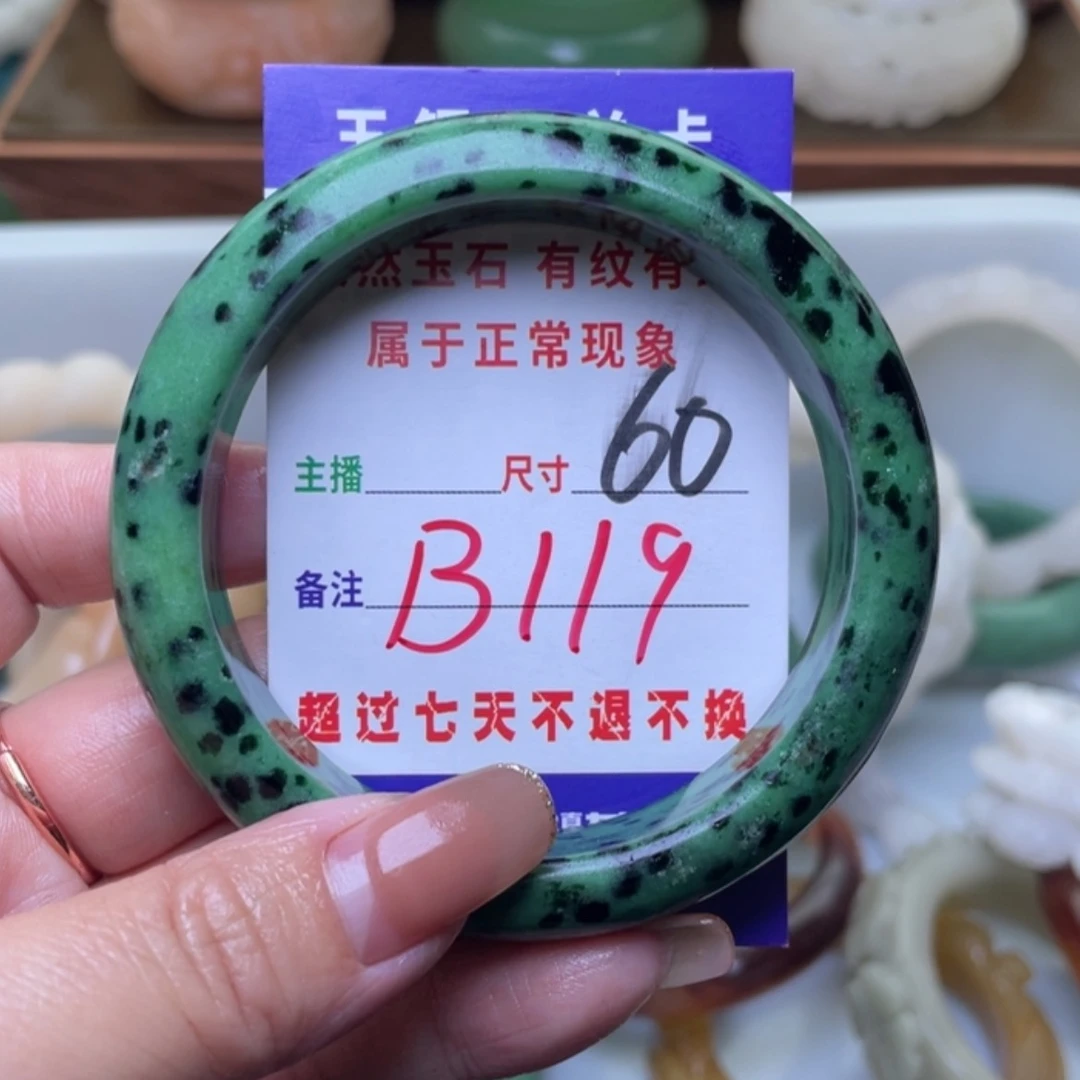 然玉石 有纹有
属于正常现象
主播 尺寸 60
备注 B119
超过七天不退不换